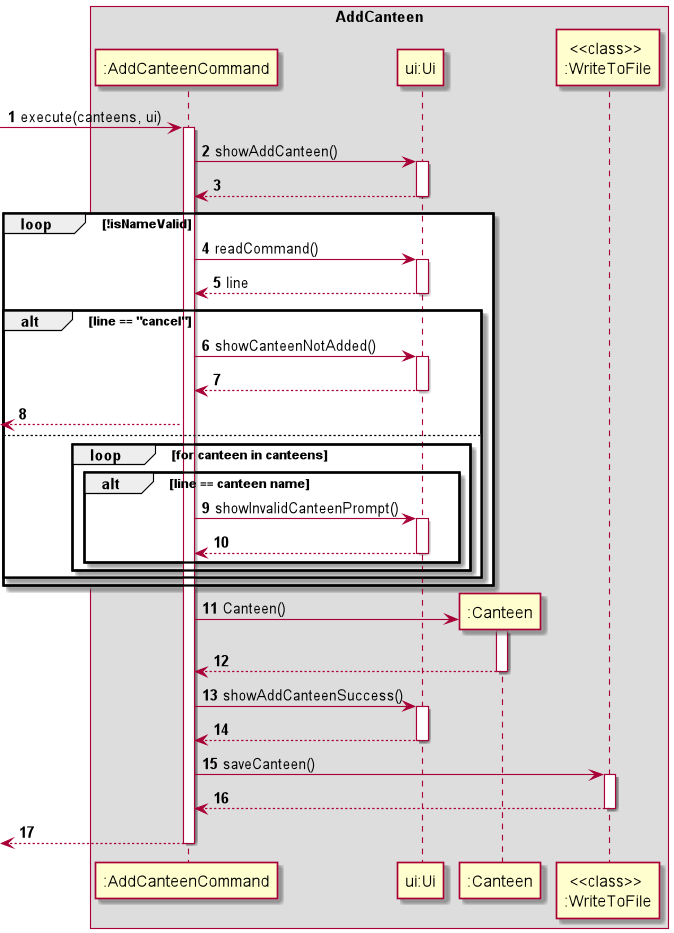 AddCanteen
:AddCanteenCommand
ui:Ui
<<class>>
:WriteToFile
1 execute(canteens, ui)
2 showAddCanteen()
3
loop [!isNameValid]
4 readCommand()
5 line
alt [line == "cancel"]
6 showCanteenNotAdded()
7
8
loop [for canteen in canteens]
alt [line == canteen name]
9 showInvalidCanteenPrompt()
10
11 Canteen()
:Canteen
12
13 showAddCanteenSuccess()
14
15 saveCanteen()
16
17
:AddCanteenCommand
ui:Ui
:Canteen
<<class>>
:WriteToFile